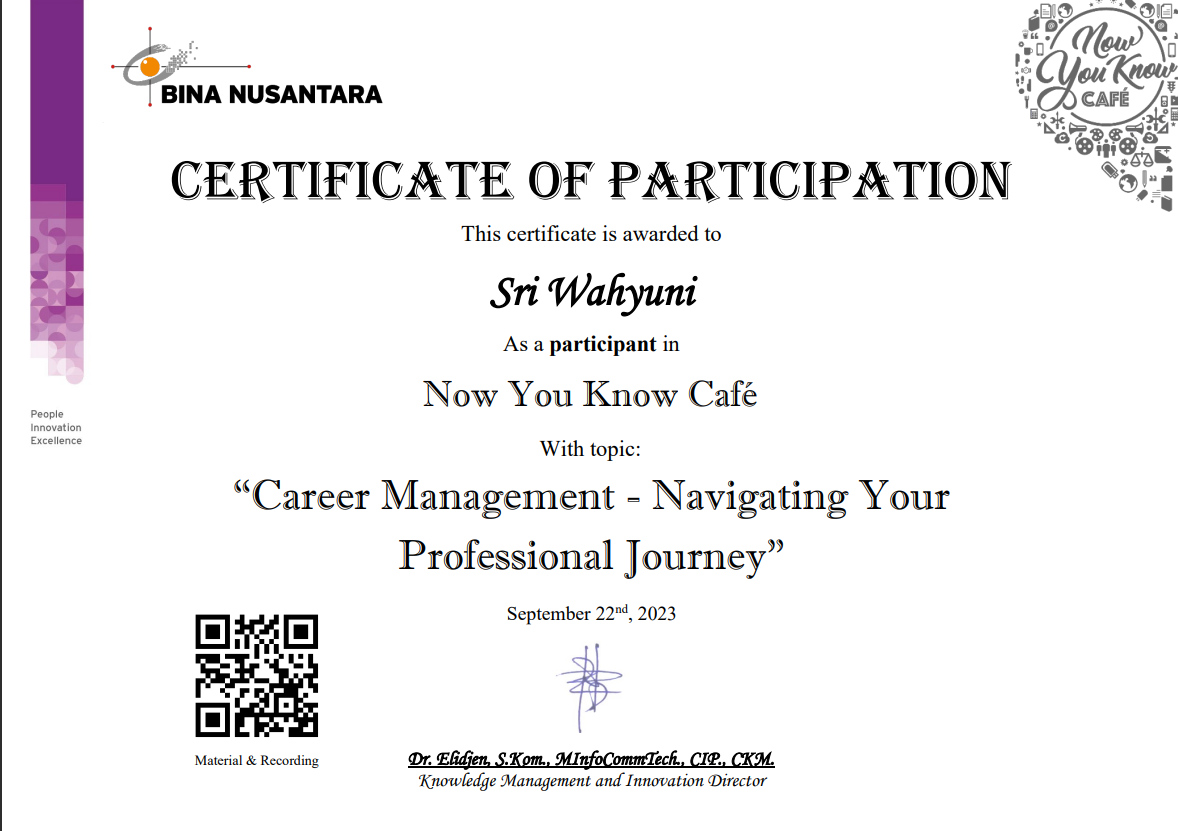 BINA NUSANTARA
Now
You Know
CAFÉ
CERTIFICATE OF PARTICIPATION
This certificate is awarded to
Sri Wahyuni
As a participant in
Now You Know Café
With topic:
“Career Management - Navigating Your
Professional Journey”
September 22nd, 2023
People
Innovation
Excellence
Material & Recording
Dr. Elidjen, S.Kom., MInfoCommTech., CIP., CKM.
Knowledge Management and Innovation Director